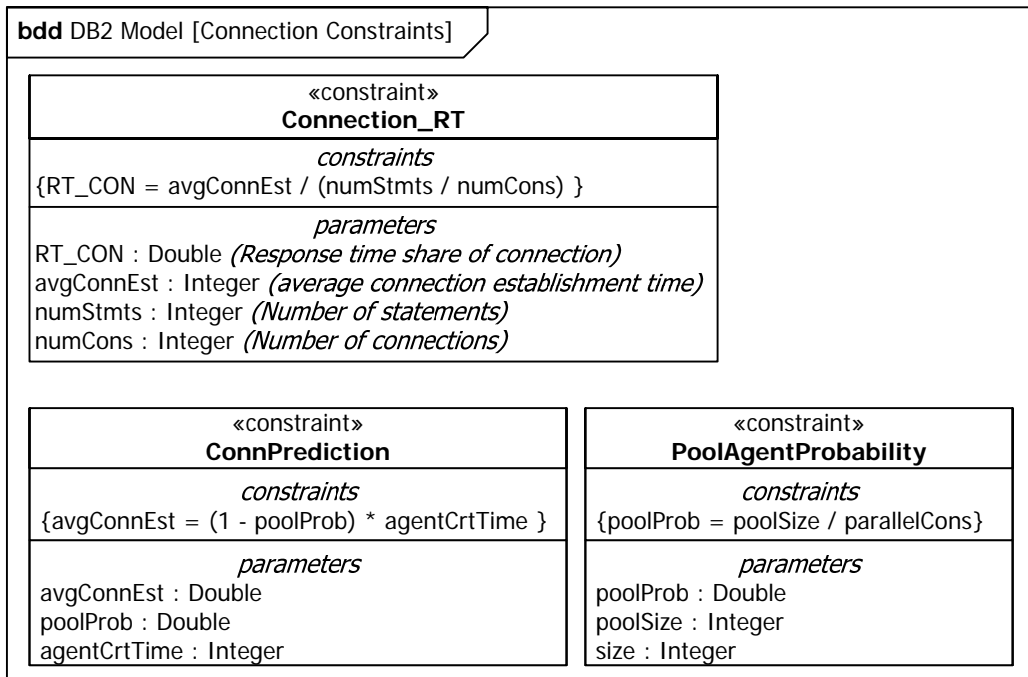 bdd DB2 Model [Connection Constraints]
«constraint»
Connection_RT
constraints
{RT_CON = avgConnEst / (numStmts / numCons) }
parameters
RT_CON : Double (Response time share of connection)
avgConnEst : Integer (average connection establishment time)
numStmts : Integer (Number of statements)
numCons : Integer (Number of connections)
«constraint»
ConnPrediction
constraints
{avgConnEst = (1 - poolProb) * agentCrtTime }
parameters
avgConnEst : Double
poolProb : Double
agentCrtTime : Integer
«constraint»
PoolAgentProbability
constraints
{poolProb = poolSize / parallelCons}
parameters
poolProb : Double
poolSize : Integer
size : Integer